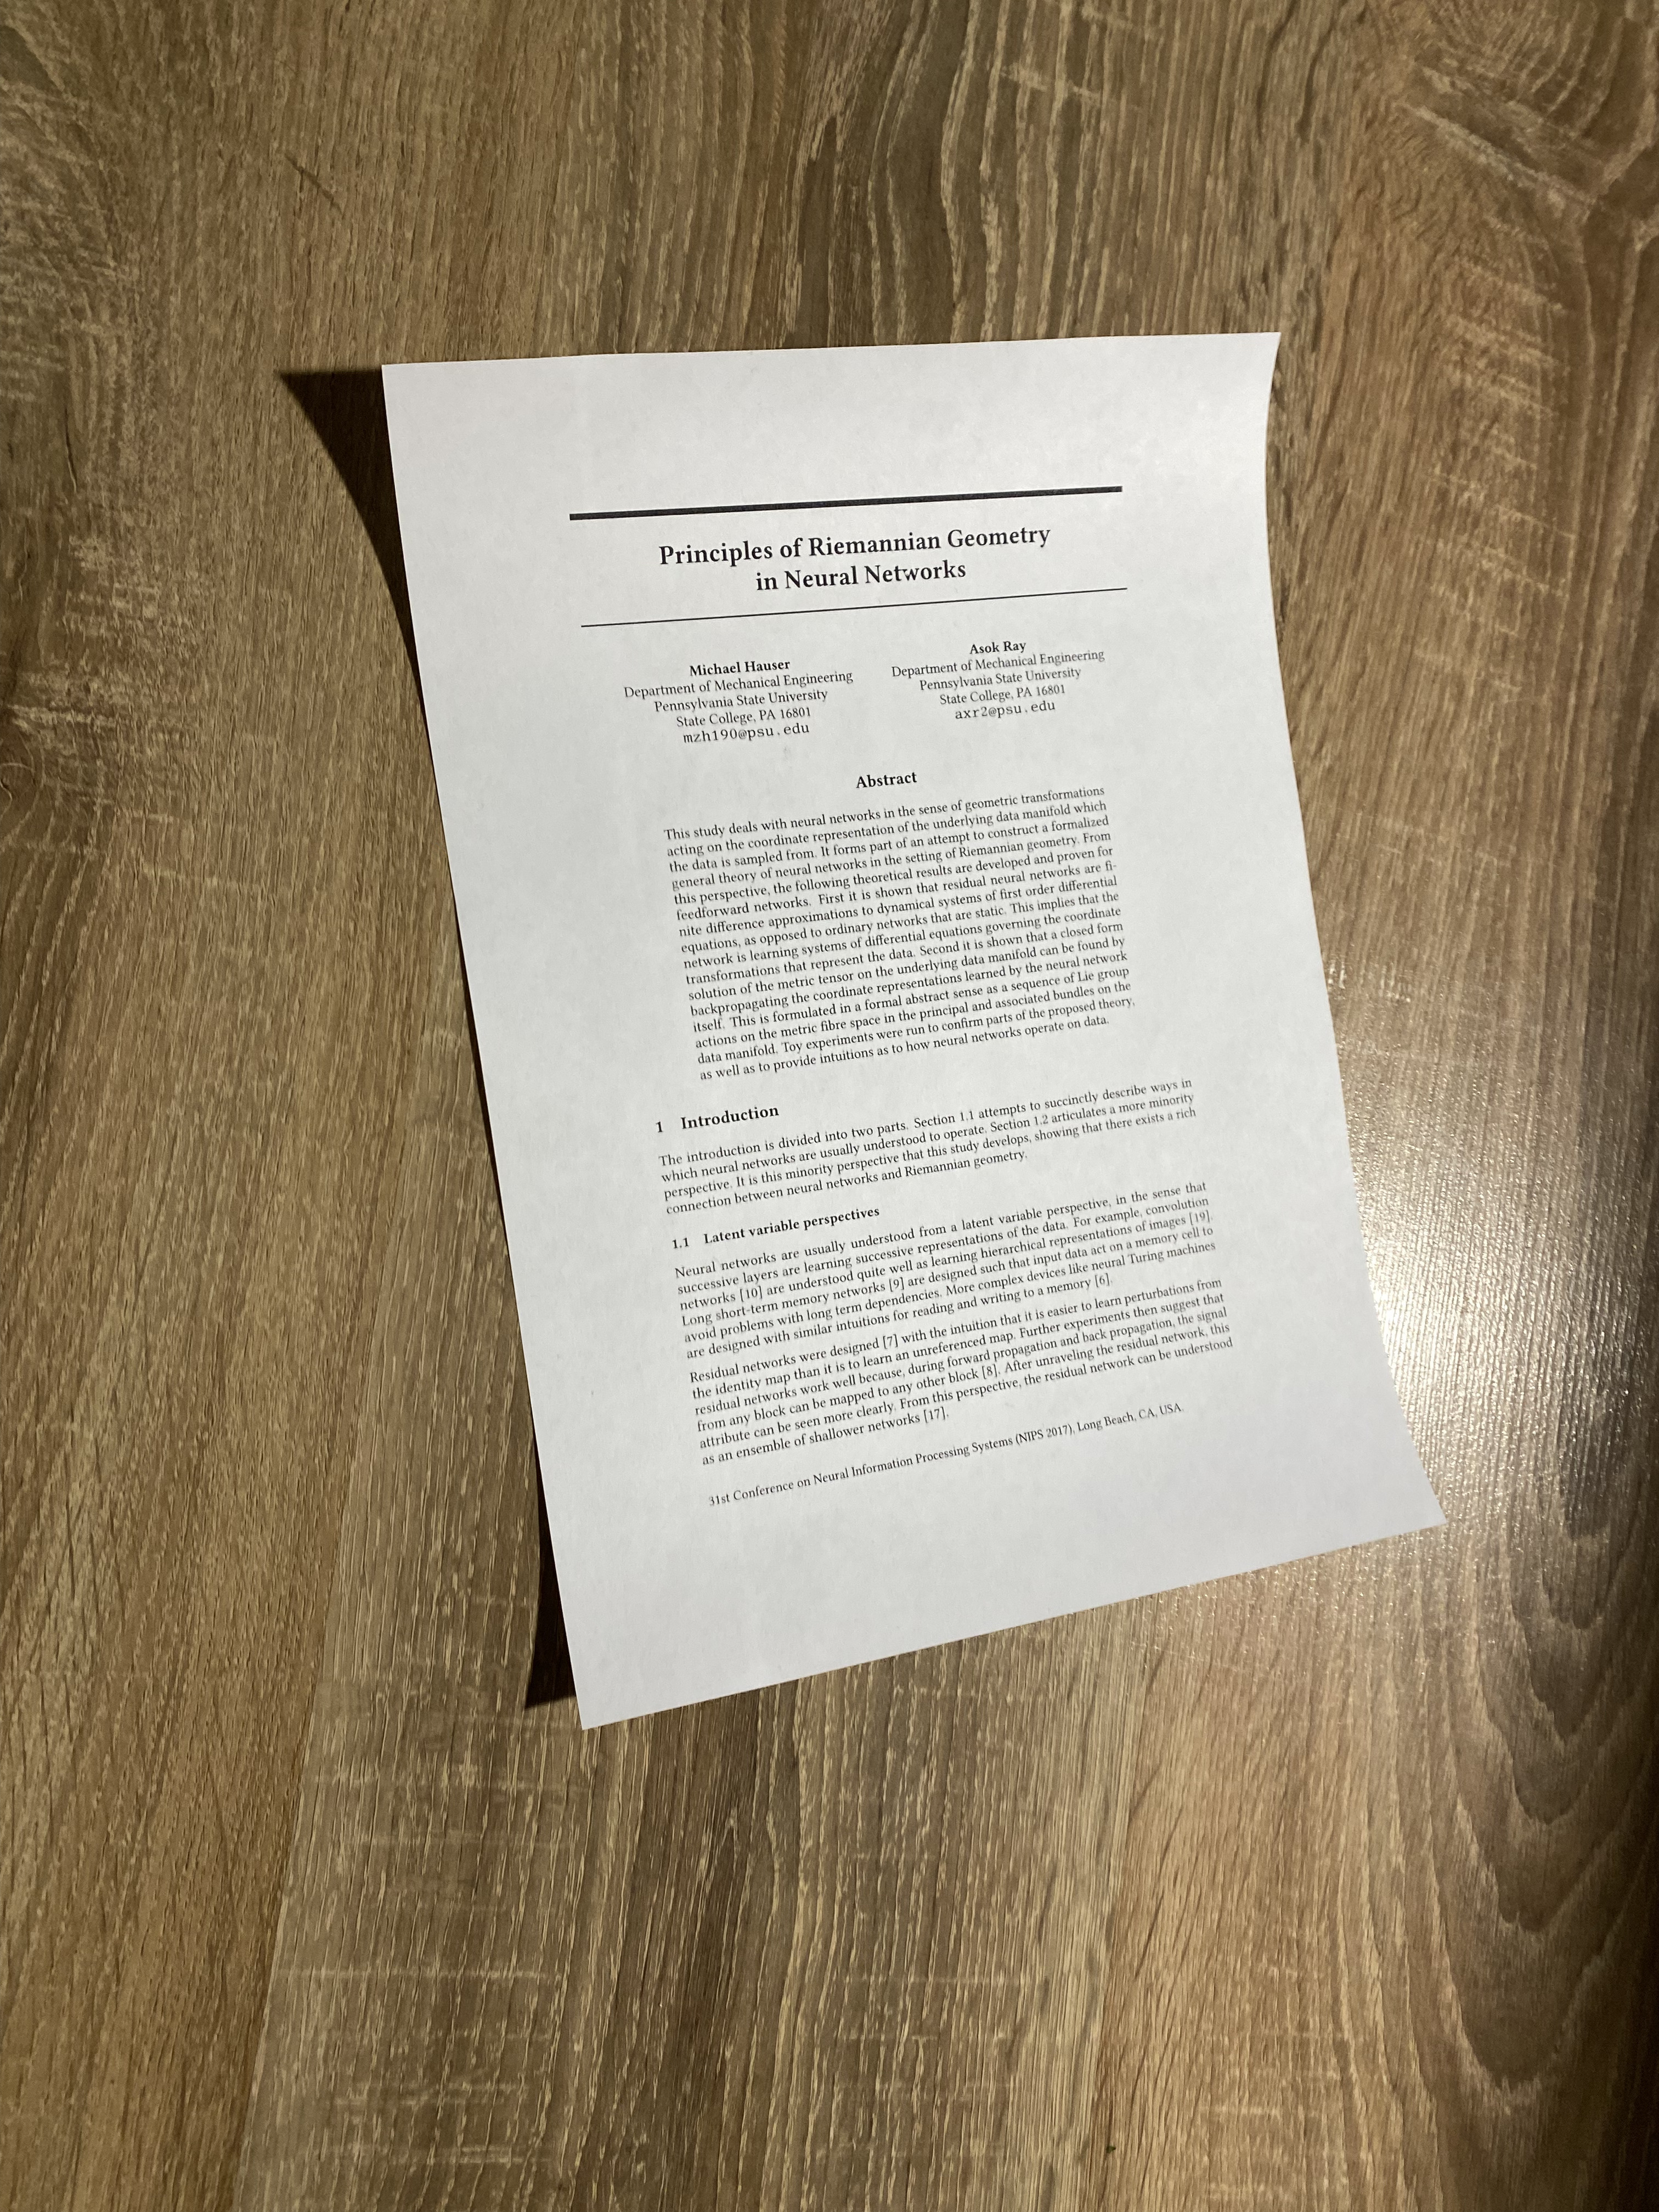 Principles of Riemannian Geometry
in Neural Networks
Michael Hauser
Department of Mechanical Engineering
Pennsylvania State University
State College, PA 16801
mzh190@psu.edu
Asok Ray
Department of Mechanical Engineering
Pennsylvania State University
State College, PA 16801
axr2@psu.edu
Abstract
This study deals with neural networks in the sense of geometric transformations
acting on the coordinate representation of the underlying data manifold which
the data is sampled from. It forms part of an attempt to construct a formalized
general theory of neural networks in the setting of Riemannian geometry. From
this perspective, the following theoretical results are developed and proven for
feedforward networks. First it is shown that residual neural networks are fi-
nite difference approximations to dynamical systems of first order differential
equations, as opposed to ordinary networks that are static. This implies that the
network is learning systems of differential equations governing the coordinate
transformations that represent the data. Second it is shown that a closed form
solution of the metric tensor on the underlying data manifold can be found by
backpropagating the coordinate representations learned by the neural network
itself. This is formulated in a formal abstract sense as a sequence of Lie group
actions on the metric fibre space in the principal and associated bundles on the
data manifold. Toy experiments were run to confirm parts of the proposed theory,
as well as to provide intuitions as to how neural networks operate on data.
1 Introduction
The introduction is divided into two parts. Section 1.1 attempts to succinctly describe ways in
which neural networks are usually understood to operate. Section 1.2 articulates a more minority
perspective. It is this minority perspective that this study develops, showing that there exists a rich
connection between neural networks and Riemannian geometry.
1.1 Latent variable perspectives
Neural networks are usually understood from a latent variable perspective, in the sense that
successive layers are learning successive representations of the data. For example, convolution
networks [10] are understood quite well as learning hierarchical representations of images [19].
Long short-term memory networks [9] are designed such that input data act on a memory cell to
avoid problems with long term dependencies. More complex devices like neural Turing machines
are designed with similar intuitions for reading and writing to a memory [6].
Residual networks were designed [7] with the intuition that it is easier to learn perturbations from
the identity map than it is to learn an unreferenced map. Further experiments then suggest that
residual networks work well because, during forward propagation and back propagation, the signal
from any block can be mapped to any other block [8]. After unraveling the residual network, this
attribute can be seen more clearly. From this perspective, the residual network can be understood
as an ensemble of shallower networks [17].
31st Conference on Neural Information Processing Systems (NIPS 2017), Long Beach, CA, USA.